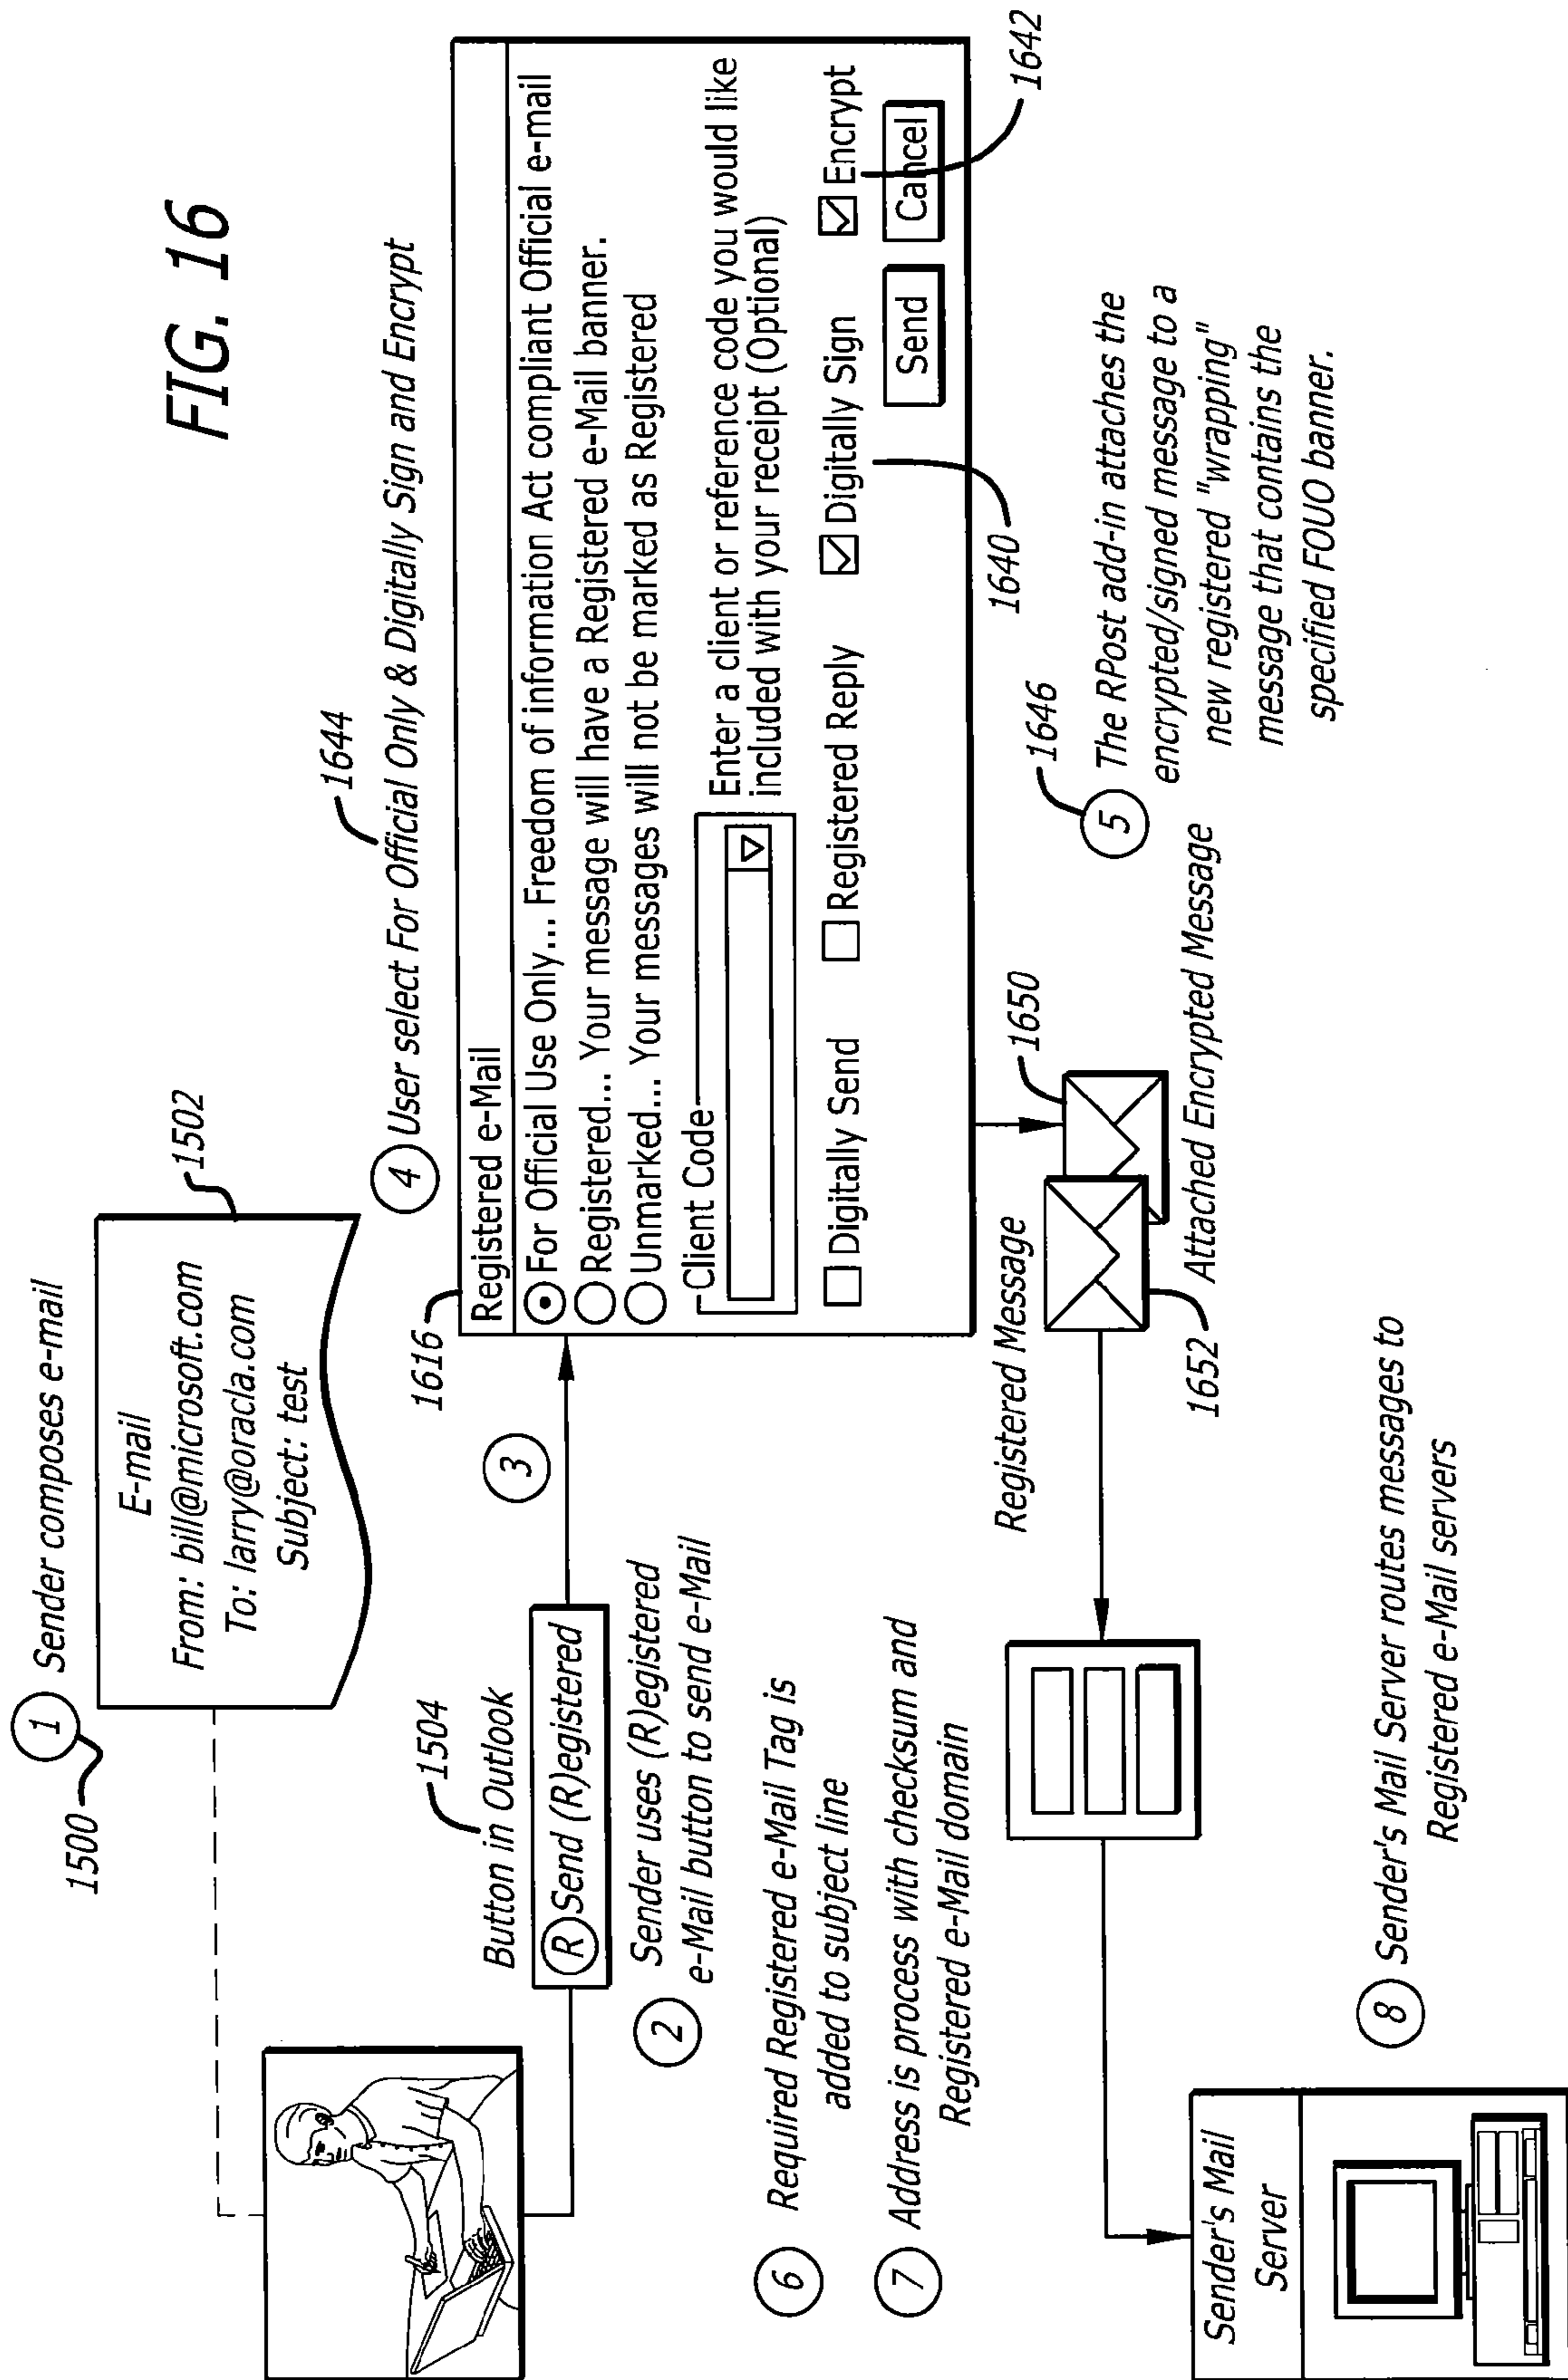 FIG. 16
1 Sender composes e-mail
1500
E-mail
From: bill@microsoft.com
To: larry@oracla.com
Subject: test
1502
Button in Outlook
1504
R Send (R)egistered
2 Sender uses (R)egistered
e-Mail button to send e-Mail
3
4 User select For Official Only & Digitally Sign and Encrypt
1644
1616
Registered e-Mail
For Official Use Only... Freedom of information Act compliant Official e-mail
Registered... Your message will have a Registered e-Mail banner.
Unmarked... Your messages will not be marked as Registered
Client Code
Enter a client or reference code you would like
included with your receipt (Optional)
Digitally Send
Registered Reply
Digitally Sign
Encrypt
Send
Cancel
1640
1642
1646
5 The RPost add-in attaches the
encrypted/signed message to a
new registered "wrapping"
message that contains the
specified FOUO banner.
6 Required Registered e-Mail Tag is
added to subject line
7 Address is process with checksum and
Registered e-Mail domain
Registered Message
1650
1652
Attached Encrypted Message
Sender's Mail
Server
8 Sender's Mail Server routes messages to
Registered e-Mail servers